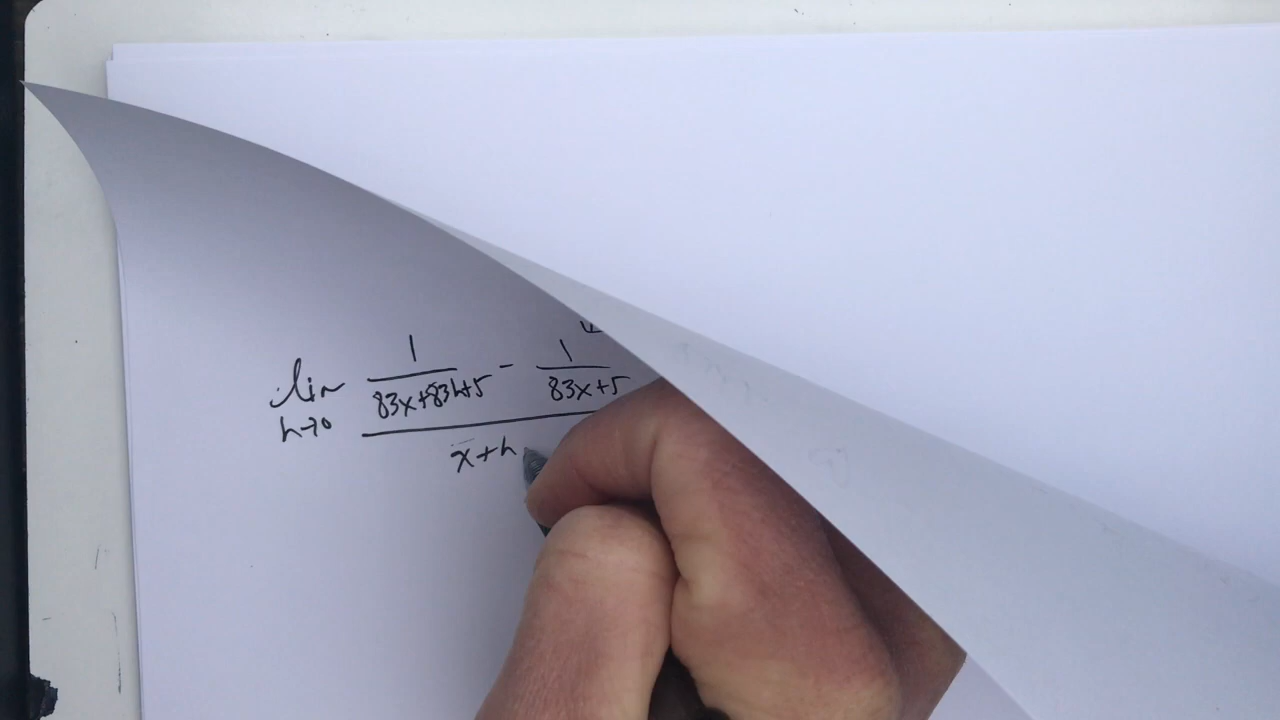 lim h→0 (1/(83x+83h+5) - 1/(83x+5)) / (x+h